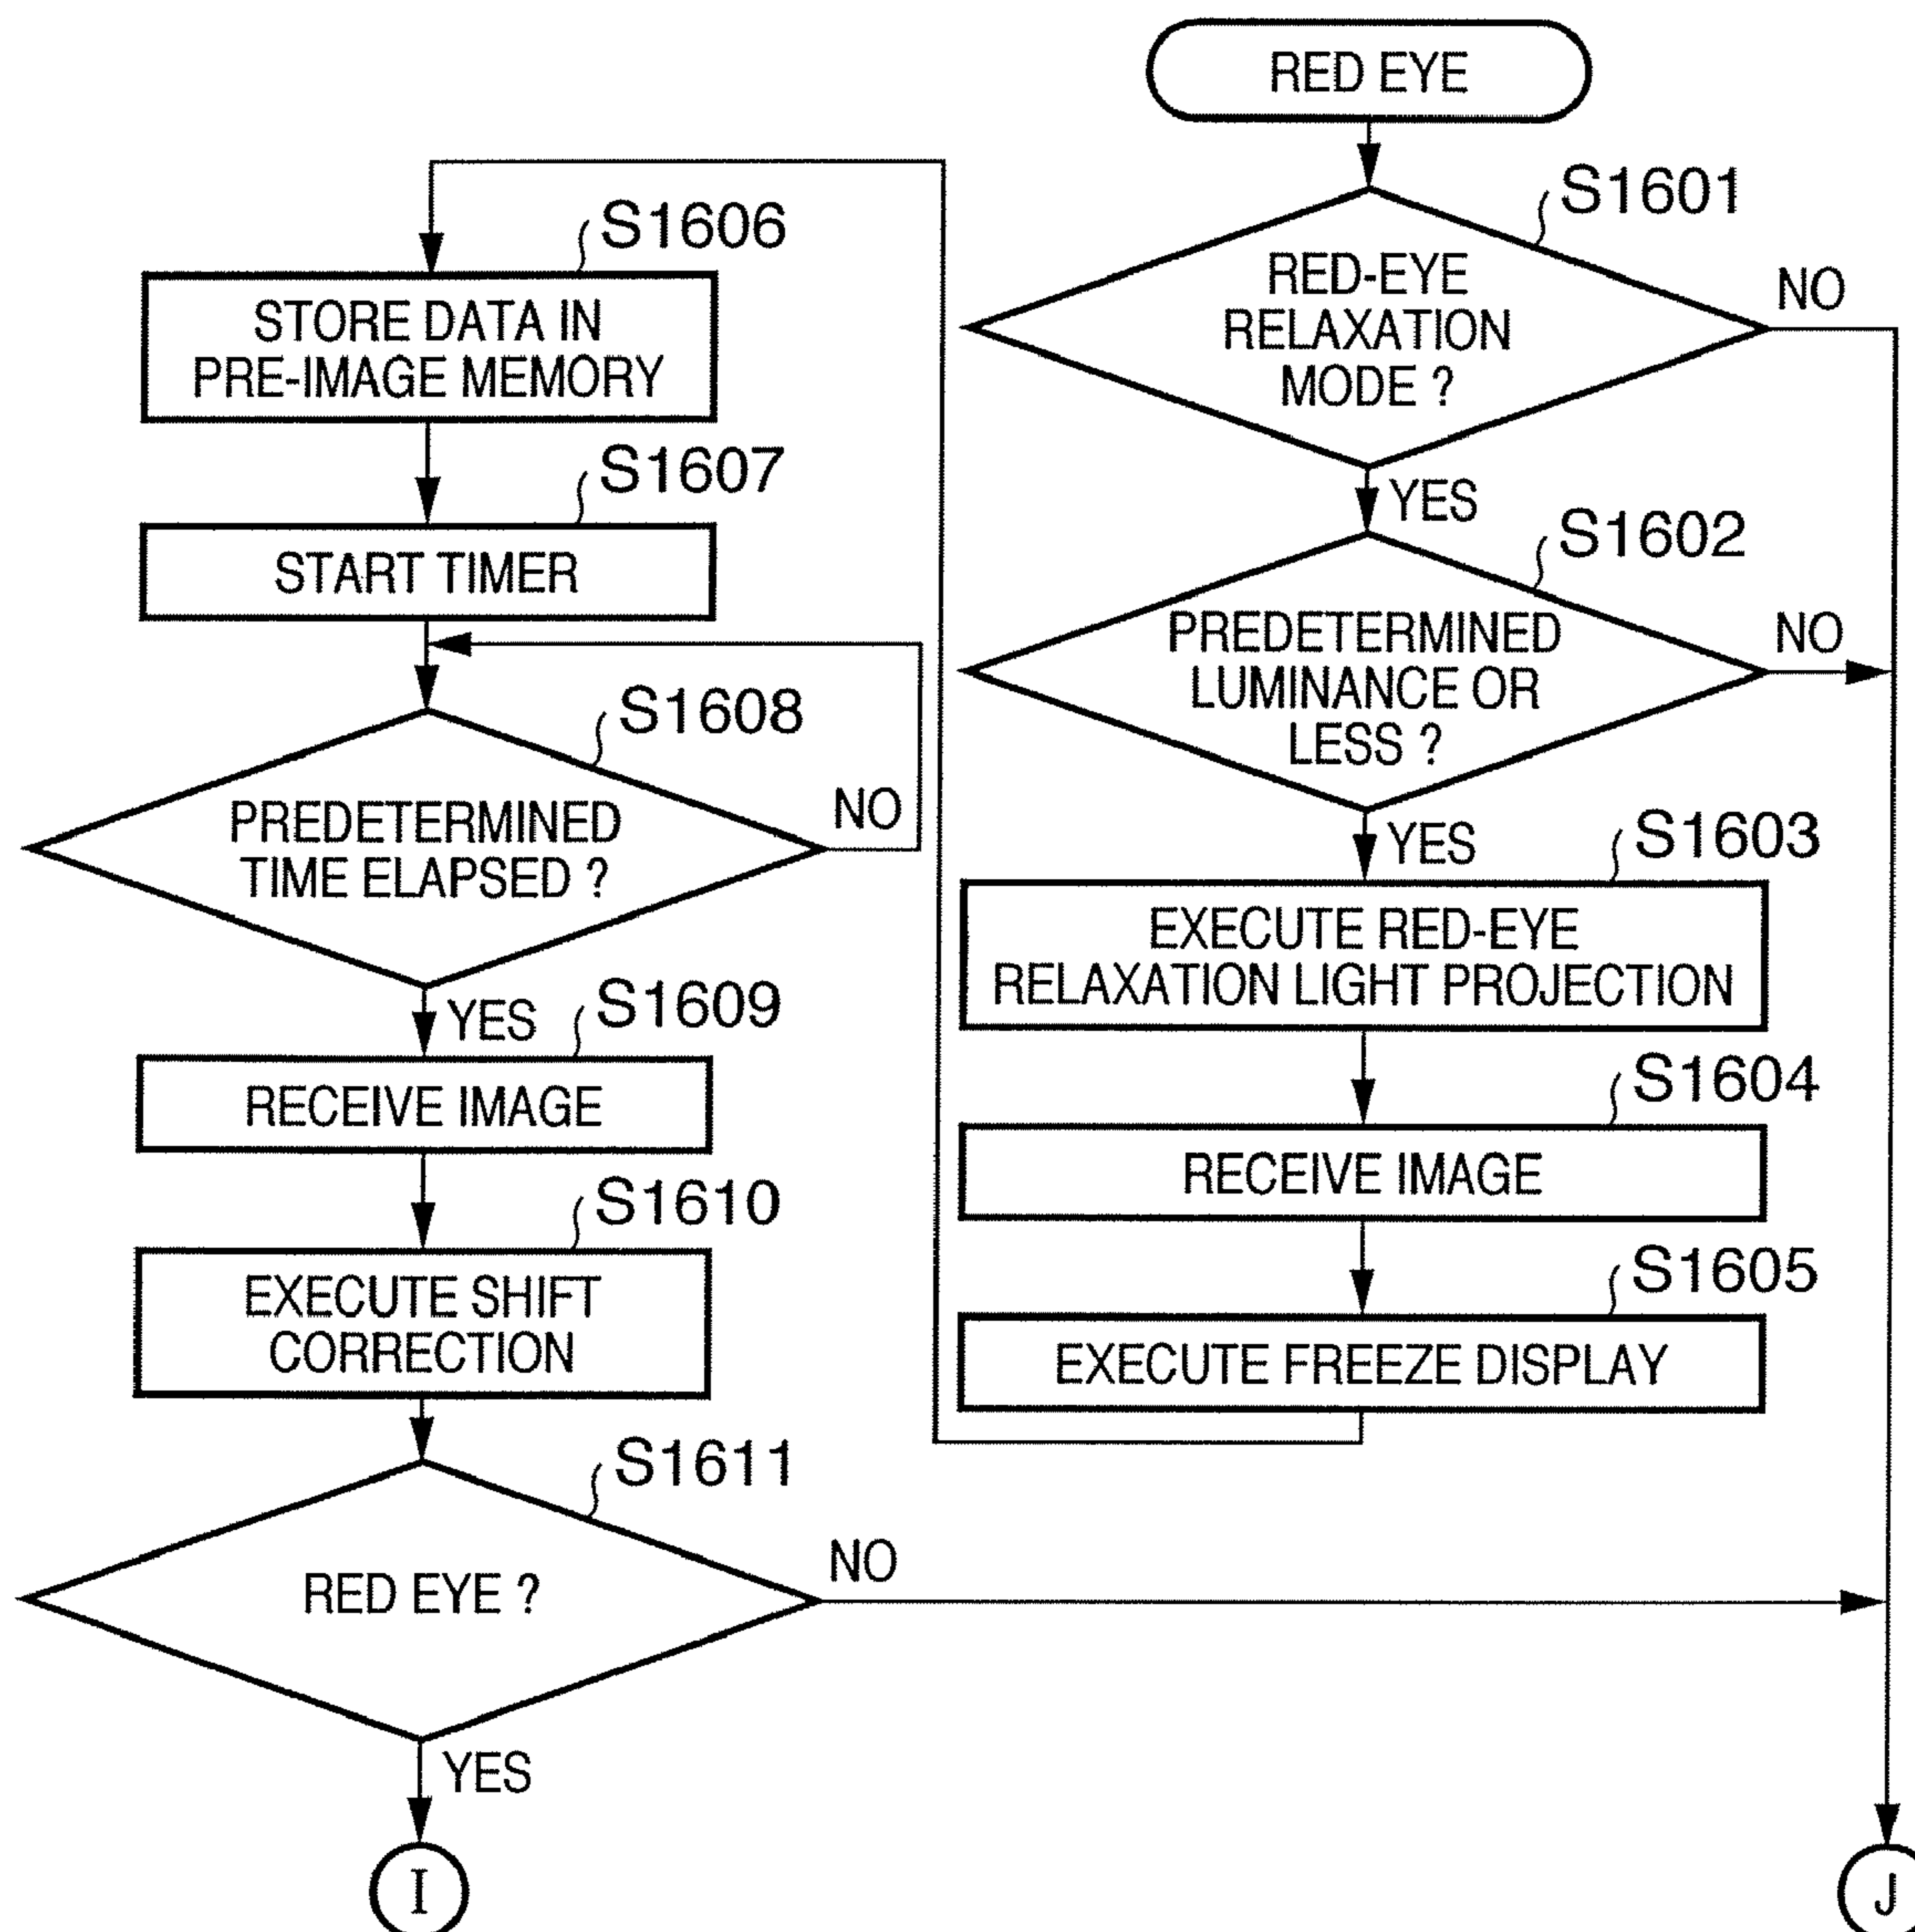 RED EYE
S1601
RED-EYE
RELAXATION
MODE ?
NO
YES
S1602
PREDETERMINED
LUMINANCE OR
LESS ?
NO
YES
S1603
EXECUTE RED-EYE
RELAXATION LIGHT PROJECTION
S1604
RECEIVE IMAGE
S1605
EXECUTE FREEZE DISPLAY
S1606
STORE DATA IN
PRE-IMAGE MEMORY
S1607
START TIMER
S1608
PREDETERMINED
TIME ELAPSED ?
NO
YES
S1609
RECEIVE IMAGE
S1610
EXECUTE SHIFT
CORRECTION
S1611
RED EYE ?
NO
YES
I
J